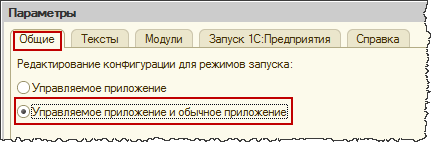 Параметры
Общие Тексты Модули Запуск 1С:Предприятия Справка
Редактирование конфигурации для режимов запуска:
Управляемое приложение
Управляемое приложение и обычное приложение